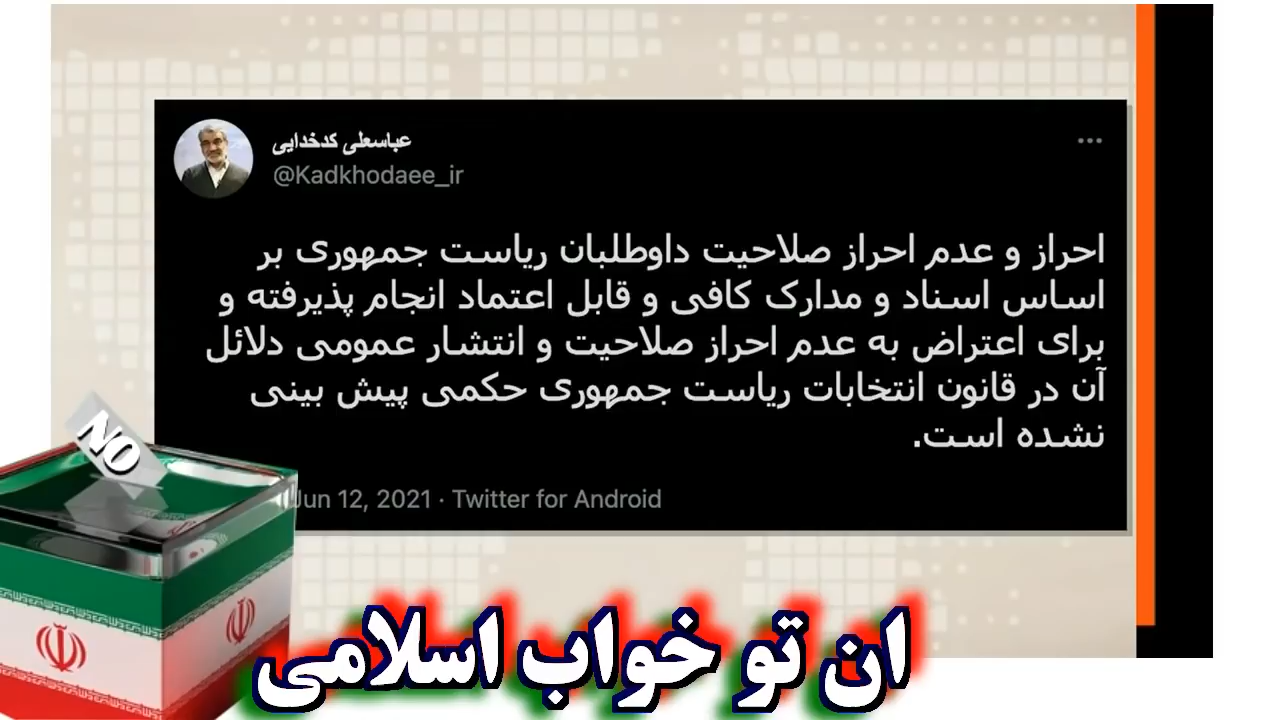 عباسعلی کدخدایی
@Kadkhodaee_ir
احراز و عدم احراز صلاحیت داوطلبان ریاست جمهوری بر
اساس اسناد و مدارک کافی و قابل اعتماد انجام پذیرفته و
برای اعتراض به عدم احراز صلاحیت و انتشار عمومی دلائل
آن در قانون انتخابات ریاست جمهوری حکمی پیش بینی
نشده است.
Jun 12, 2021 · Twitter for Android
NO
ان تو خواب اسلامی